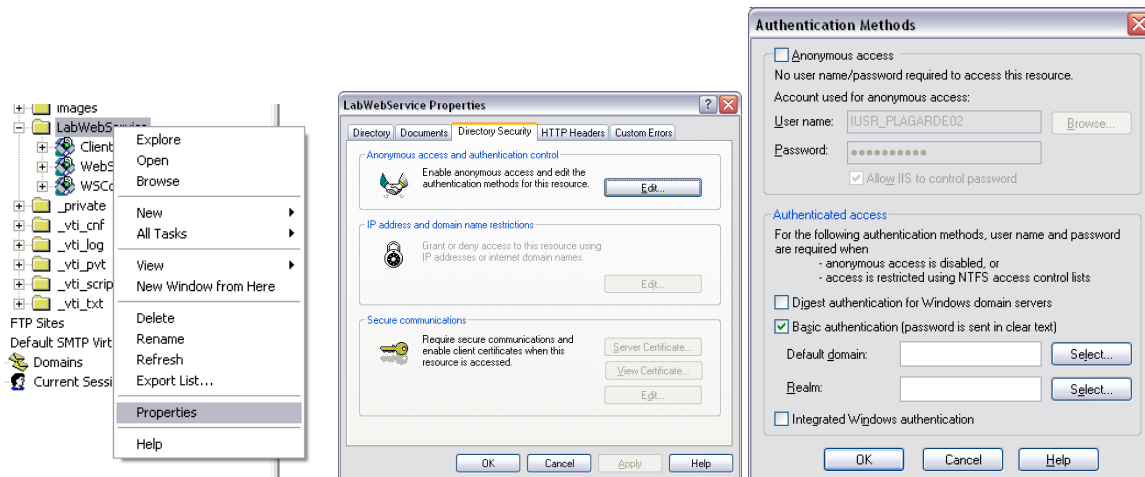 images
LabWebService
Client
WebS
WSCo
_private
_vti_cnf
_vti_log
_vti_pvt
_vti_scrip
_vti_txt
FTP Sites
Default SMTP Virt
Domains
Current Sessi
Explore
Open
Browse
New
All Tasks
View
New Window from Here
Delete
Rename
Refresh
Export List...
Properties
Help
LabWebService Properties
Directory
Documents
Directory Security
HTTP Headers
Custom Errors
Anonymous access and authentication control
Enable anonymous access and edit the
authentication methods for this resource.
Edit...
IP address and domain name restrictions
Grant or deny access to this resource using
IP addresses or internet domain names.
Edit...
Secure communications
Require secure communications and
enable client certificates when this
resource is accessed.
Server Certificate...
View Certificate...
Edit...
OK
Cancel
Apply
Help
Authentication Methods
Anonymous access
No user name/password required to access this resource.
Account used for anonymous access:
User name: IUSR_PLAGARDE02 Browse...
Password: ●●●●●●●●●●
Allow IIS to control password
Authenticated access
For the following authentication methods, user name and password
are required when
- anonymous access is disabled, or
- access is restricted using NTFS access control lists
Digest authentication for Windows domain servers
Basic authentication (password is sent in clear text)
Default domain: Select...
Realm: Select...
Integrated Windows authentication
OK
Cancel
Help